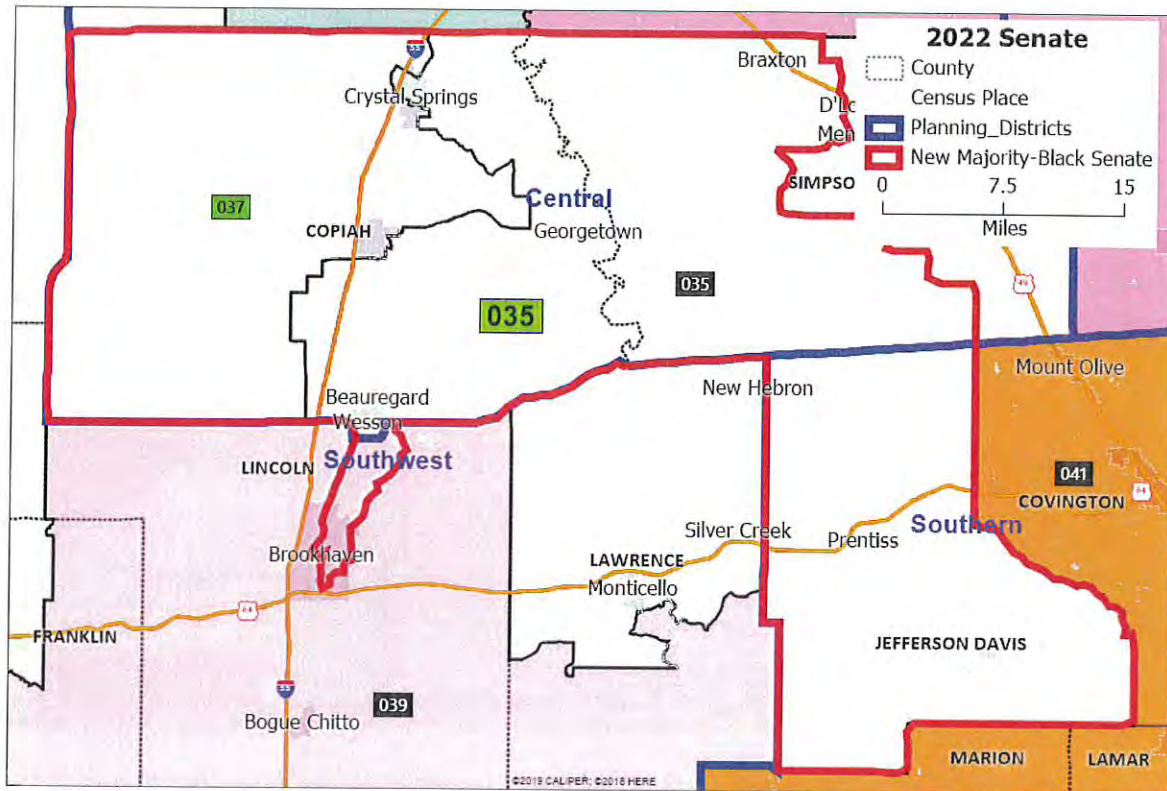 2022 Senate
County
Census Place
Planning_Districts
New Majority-Black Senate
0 7.5 15
Miles
55
Braxton
Crystal Springs
D'Lo
Men
SIMPSO
037
Central
COPIAH
Georgetown
035
035
49
Mount Olive
New Hebron
Beauregard
Wesson
LINCOLN
Southwest
041
84
COVINGTON
Silver Creek
Prentiss
Southern
Brookhaven
LAWRENCE
Monticello
84
FRANKLIN
JEFFERSON DAVIS
55
039
Bogue Chitto
MARION
LAMAR
©2019 CALIPER; ©2018 HERE